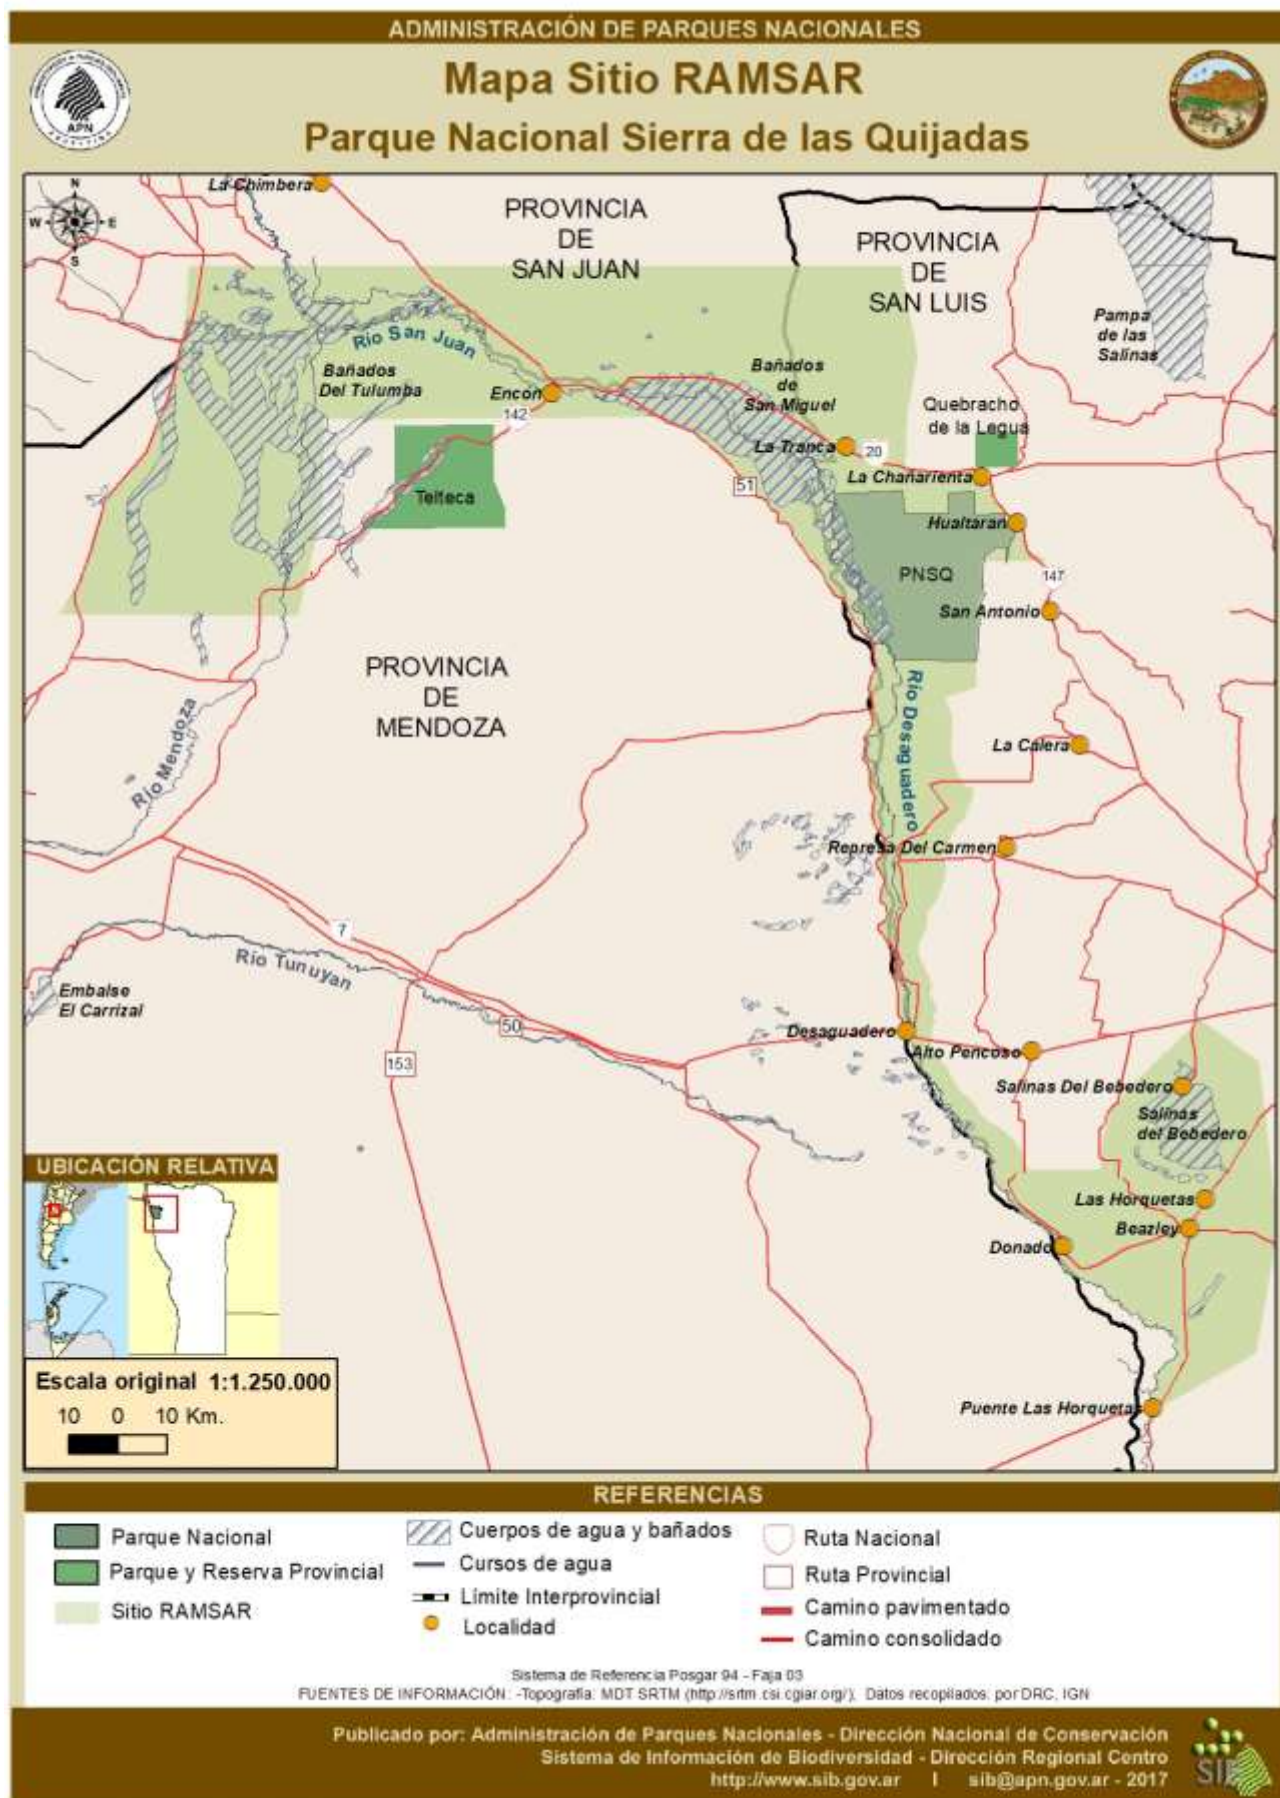 ADMINISTRACIÓN DE PARQUES NACIONALES
Mapa Sitio RAMSAR
Parque Nacional Sierra de las Quijadas
APN
ARGENTINA
N
W
E
S
La Chimbera
PROVINCIA
DE
SAN JUAN
PROVINCIA
DE
SAN LUIS
Pampa
de las
Salinas
Río San Juan
Bañados
Del Tulumba
Encon
142
Bañados
de
San Miguel
Quebracho
de la Legua
La Tranca
20
La Chañarienta
51
Telteca
Hualtaran
PNSQ
147
San Antonio
PROVINCIA
DE
MENDOZA
Río Desaguadero
Río Mendoza
La Calera
Represa Del Carmen
7
Río Tunuyan
Embalse
El Carrizal
50
Desaguadero
Alto Pencoso
153
Salinas Del Bebedero
Salinas
del Bebedero
Las Horquetas
Beazley
Donado
Puente Las Horquetas
UBICACIÓN RELATIVA
Escala original 1:1.250.000
10 0 10 Km.
REFERENCIAS
Parque Nacional
Parque y Reserva Provincial
Sitio RAMSAR
Cuerpos de agua y bañados
Cursos de agua
Límite Interprovincial
Localidad
Ruta Nacional
Ruta Provincial
Camino pavimentado
Camino consolidado
Sistema de Referencia Posgar 94 - Faja 03
FUENTES DE INFORMACIÓN: -Topografía: MDT SRTM (http://srtm.csi.cgiar.org/), Datos recopilados: por DRC, IGN
Publicado por: Administración de Parques Nacionales - Dirección Nacional de Conservación
Sistema de Información de Biodiversidad - Dirección Regional Centro
http://www.sib.gov.ar I sib@apn.gov.ar - 2017
SIB